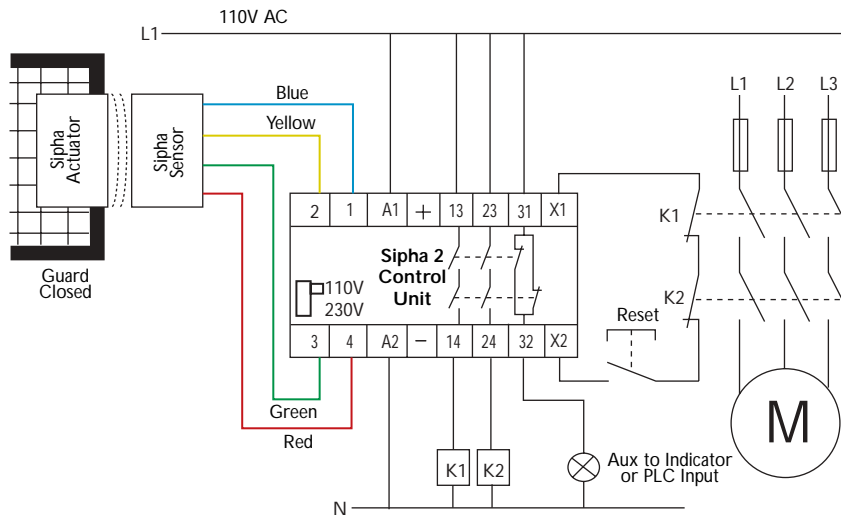 110V AC
L1
Blue
Yellow
Sipha
Actuator
Sipha
Sensor
L1 L2 L3
2 1 A1 + 13 23 31 X1
K1
Sipha 2
Control
Unit
Guard
Closed
110V
230V
K2
Reset
3 4 A2 − 14 24 32 X2
Green
Red
M
K1 K2
Aux to Indicator
or PLC Input
N